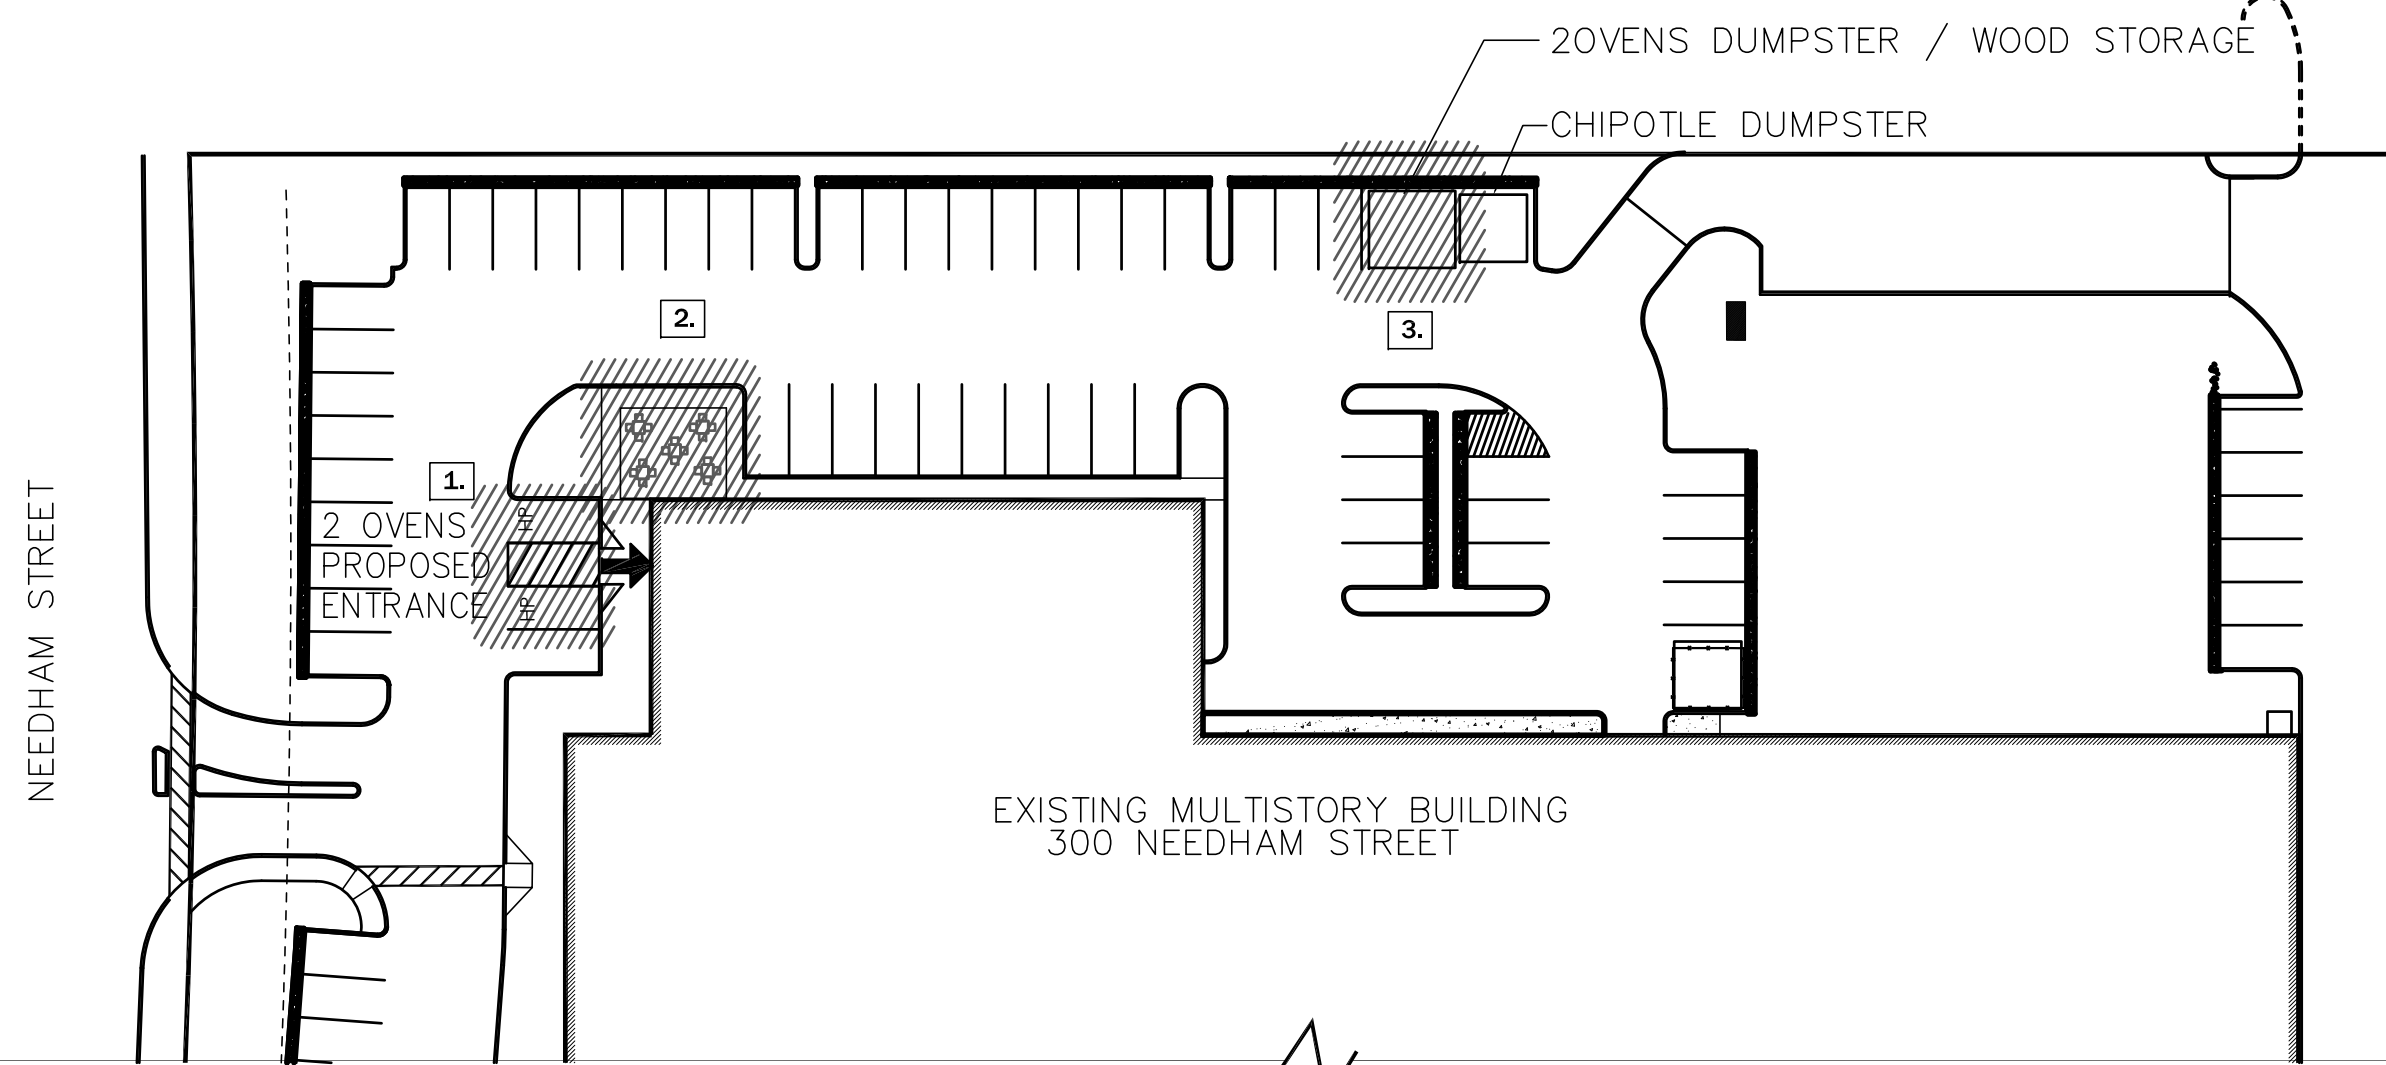 2OVENS DUMPSTER / WOOD STORAGE
CHIPOTLE DUMPSTER
2.
3.
1.
2 OVENS
PROPOSED
ENTRANCE
HP
HP
NEEDHAM STREET
EXISTING MULTISTORY BUILDING
300 NEEDHAM STREET